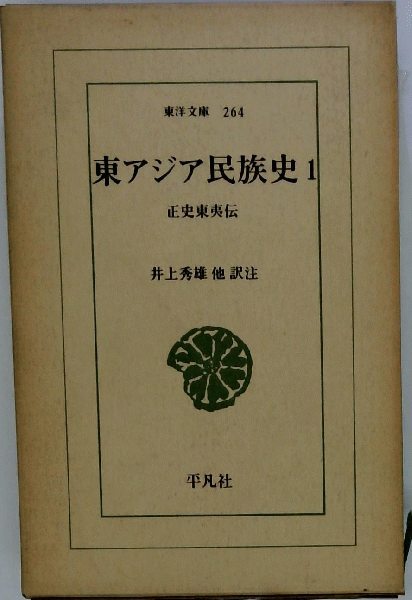 東洋文庫 264
東アジア民族史 1
正史東夷伝
井上秀雄 他 訳注
平凡社